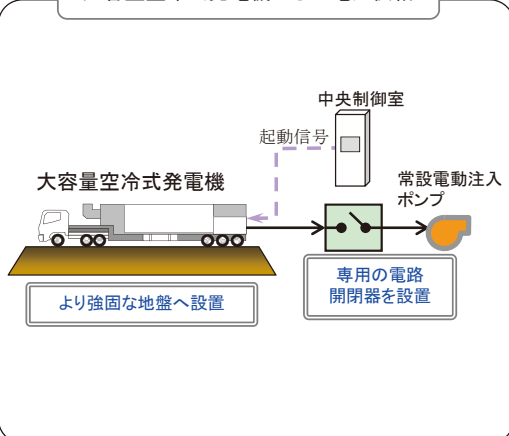 中央制御室
起動信号
大容量空冷式発電機
常設電動注入
ポンプ
より強固な地盤へ設置
専用の電路
開閉器を設置